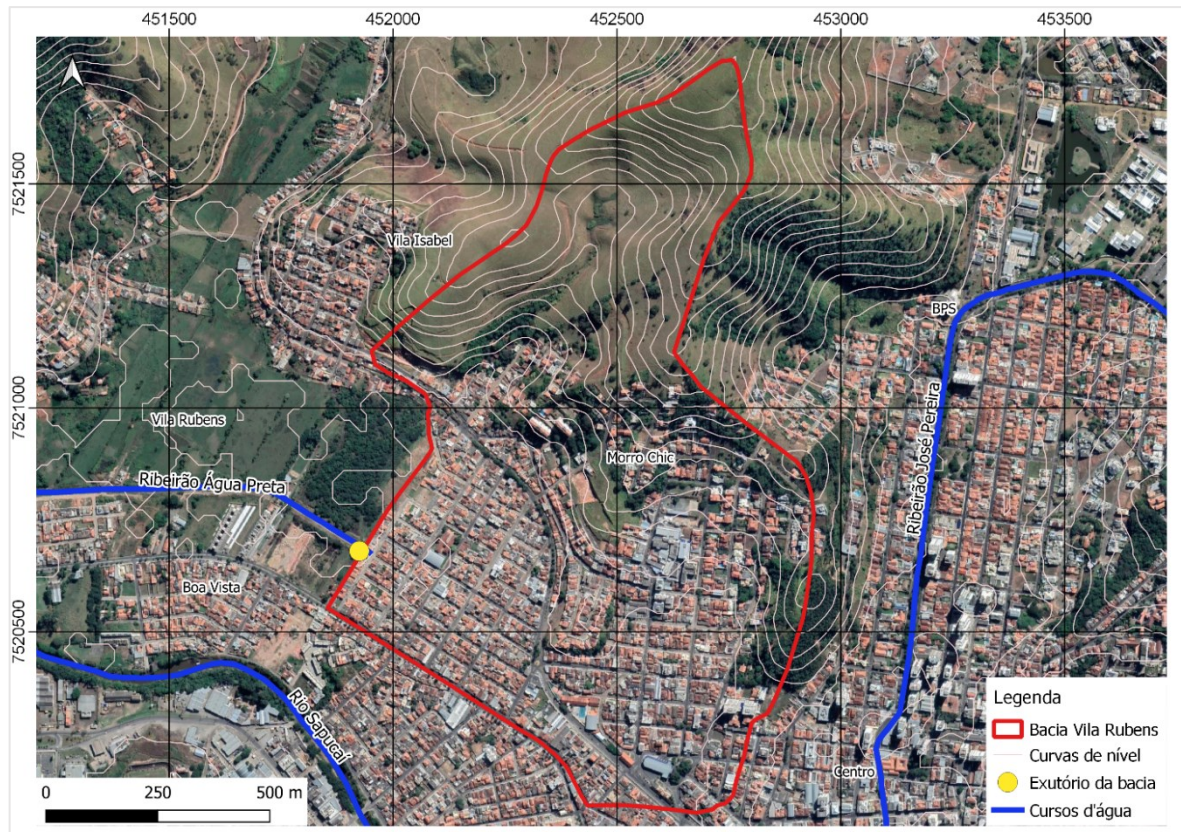 451500
452000
452500
453000
453500
7521500
7521000
7520500
Vila Isabel
BPS
Vila Rubens
Ribeirão Água Preta
Morro Chic
Ribeirão José Pereira
Boa Vista
Rio Sapucaí
Centro
Legenda
Bacia Vila Rubens
Curvas de nível
Exutório da bacia
Cursos d'água
0 250 500 m